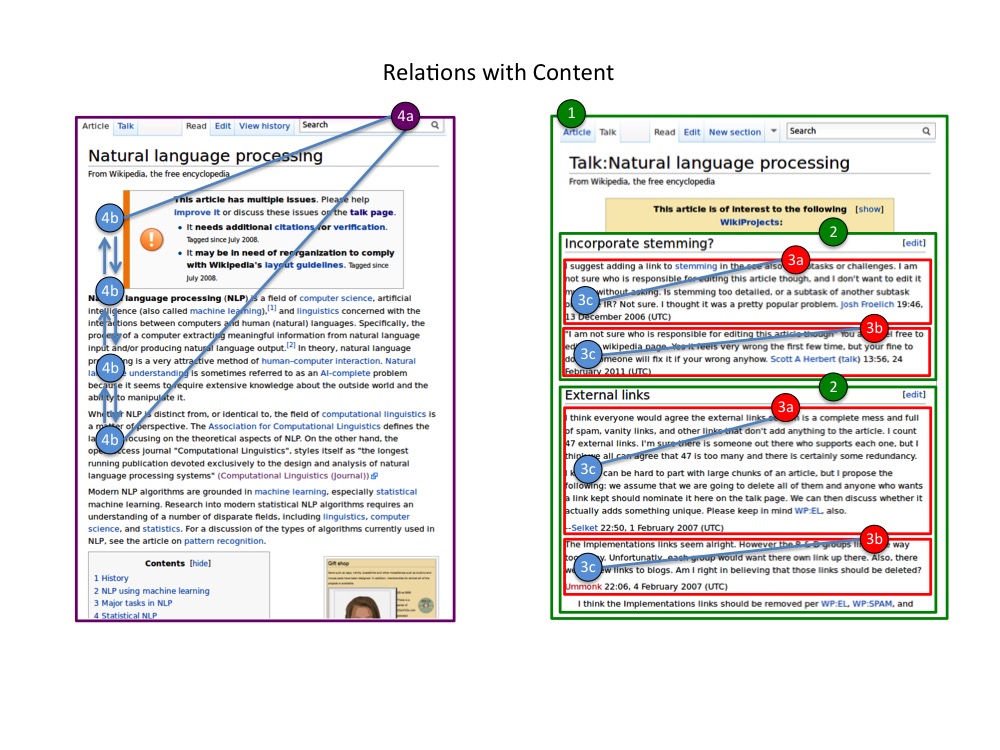 Relations with Content
4a
Article Talk Read Edit View history Search
Natural language processing
From Wikipedia, the free encyclopedia
This article has multiple issues. Please help
improve it or discuss these issues on the talk page.
4b
• It needs additional citations for verification.
Tagged since July 2008.
• It may be in need of reorganization to comply
with Wikipedia's layout guidelines. Tagged since
July 2008.
4b
Natural language processing (NLP) is a field of computer science, artificial
intelligence (also called machine learning),[1] and linguistics concerned with the
interactions between computers and human (natural) languages. Specifically, the
process of a computer extracting meaningful information from natural language
input and/or producing natural language output.[2] In theory, natural language
is a very attractive method of human–computer interaction. Natural
4b
understanding is sometimes referred to as an AI-complete problem
because it seems to require extensive knowledge about the outside world and the
ability to manipulate it.
Whether NLP is distinct from, or identical to, the field of computational linguistics is
a matter of perspective. The Association for Computational Linguistics defines the
4b
focusing on the theoretical aspects of NLP. On the other hand, the
open-access journal "Computational Linguistics", styles itself as "the longest
running publication devoted exclusively to the design and analysis of natural
language processing systems" (Computational Linguistics (Journal))
Modern NLP algorithms are grounded in machine learning, especially statistical
machine learning. Research into modern statistical NLP algorithms requires an
understanding of a number of disparate fields, including linguistics, computer
science, and statistics. For a discussion of the types of algorithms currently used in
NLP, see the article on pattern recognition.
Contents [hide]
1 History
2 NLP using machine learning
3 Major tasks in NLP
4 Statistical NLP
Gift shop
1
Article Talk Read Edit New section Search
Talk:Natural language processing
From Wikipedia, the free encyclopedia
This article is of interest to the following [show]
WikiProjects:
2
Incorporate stemming? [edit]
3a
I suggest adding a link to stemming in the see also, tasks or challenges. I am
not sure who is responsible for editing this article though, and I don't want to edit it
without asking. Is stemming too detailed, or a subtask of another subtask
3c
IR? Not sure. I thought it was a pretty popular problem. Josh Froelich 19:46,
13 December 2006 (UTC)
3b
"I am not sure who is responsible for editing this article though" You feel free to
wikipedia page. Yes it feels very wrong the first few time, but your fine to
3c
someone will fix it if your wrong anyhow. Scott A Herbert (talk) 13:56, 24
February 2011 (UTC)
2
External links [edit]
3a
I think everyone would agree the external links is a complete mess and full
of spam, vanity links, and other links that don't add anything to the article. I count
47 external links. I'm sure there is someone out there who supports each one, but I
think we all can agree that 47 is too many and there is certainly some redundancy.
3c
I can be hard to part with large chunks of an article, but I propose the
following: we assume that we are going to delete all of them and anyone who wants
a link kept should nominate it here on the talk page. We can then discuss whether it
actually adds something unique. Please keep in mind WP:EL, also.
--Selket 22:50, 1 February 2007 (UTC)
3b
The Implementations links seem alright. However the R & B groups way
Unfortunately, each group would want there own link up there. Also, there
3c
links to blogs. Am I right in believing that those links should be deleted?
Ummonk 22:06, 4 February 2007 (UTC)
I think the Implementations links should be removed per WP:EL, WP:SPAM, and